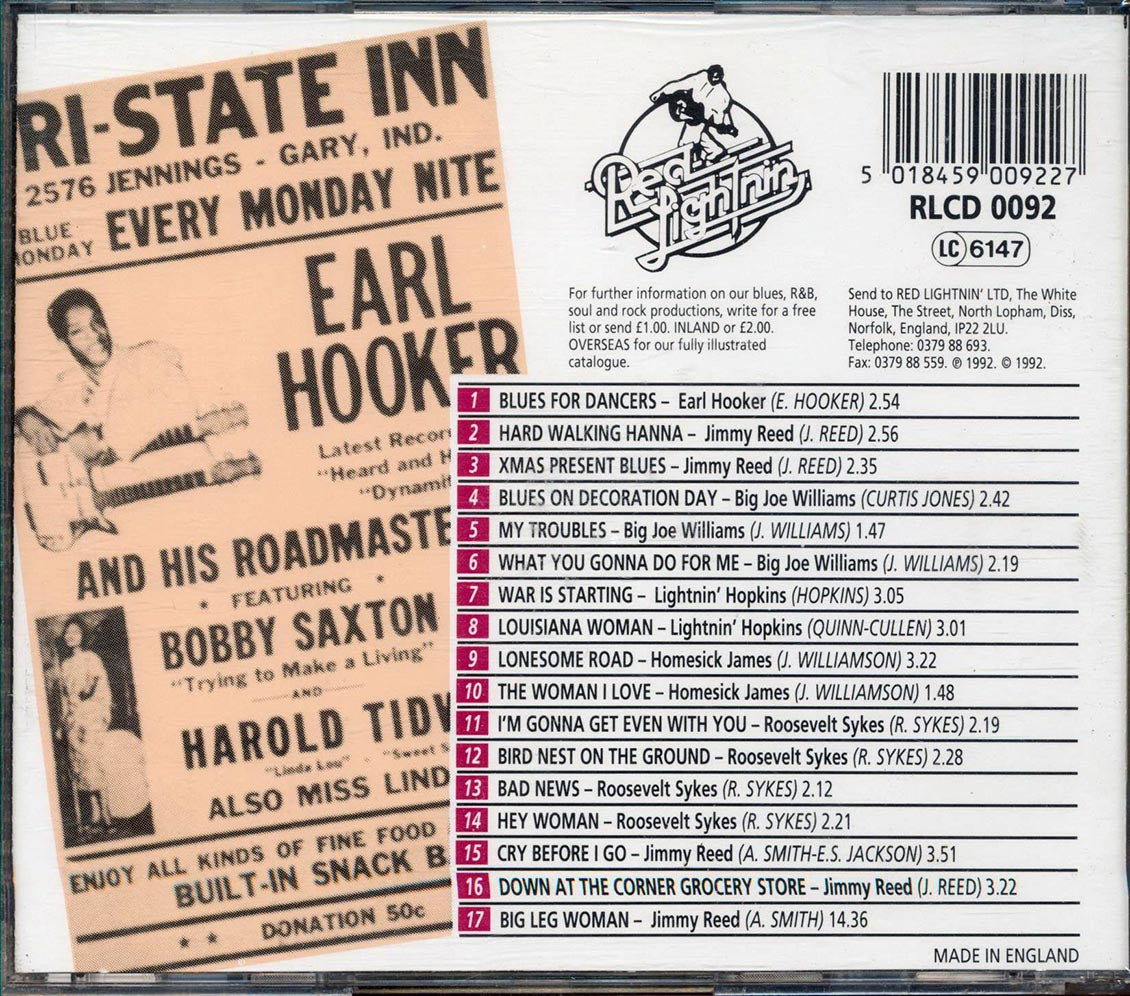 RI-STATE INN
2576 JENNINGS - GARY, IND.
BLUE
MONDAY
EVERY MONDAY NITE
EARL
HOOKER
Latest Recor
"Heard and H
"Dynamit
AND HIS ROADMASTE
* FEATURING *
BOBBY SAXTON
"Trying to Make a Living"
AND
HAROLD TIDW
"Linda Lou" "Sweet S
ALSO MISS LIND
ENJOY ALL KINDS OF FINE FOOD
BUILT-IN SNACK B
DONATION 50c
* *
Red
Lightnin
5 018459 009227
RLCD 0092
LC 6147
For further information on our blues, R&B,
soul and rock productions, write for a free
list or send £1.00. INLAND or £2.00.
OVERSEAS for our fully illustrated
catalogue.
Send to RED LIGHTNIN' LTD, The White
House, The Street, North Lopham, Diss,
Norfolk, England, IP22 2LU.
Telephone: 0379 88 693.
Fax: 0379 88 559. ℗ 1992. © 1992.
1 BLUES FOR DANCERS – Earl Hooker (E. HOOKER) 2.54
2 HARD WALKING HANNA – Jimmy Reed (J. REED) 2.56
3 XMAS PRESENT BLUES – Jimmy Reed (J. REED) 2.35
4 BLUES ON DECORATION DAY – Big Joe Williams (CURTIS JONES) 2.42
5 MY TROUBLES – Big Joe Williams (J. WILLIAMS) 1.47
6 WHAT YOU GONNA DO FOR ME – Big Joe Williams (J. WILLIAMS) 2.19
7 WAR IS STARTING – Lightnin' Hopkins (HOPKINS) 3.05
8 LOUISIANA WOMAN – Lightnin' Hopkins (QUINN-CULLEN) 3.01
9 LONESOME ROAD – Homesick James (J. WILLIAMSON) 3.22
10 THE WOMAN I LOVE – Homesick James (J. WILLIAMSON) 1.48
11 I'M GONNA GET EVEN WITH YOU – Roosevelt Sykes (R. SYKES) 2.19
12 BIRD NEST ON THE GROUND – Roosevelt Sykes (R. SYKES) 2.28
13 BAD NEWS – Roosevelt Sykes (R. SYKES) 2.12
14 HEY WOMAN – Roosevelt Sykes (R. SYKES) 2.21
15 CRY BEFORE I GO – Jimmy Reed (A. SMITH-E.S. JACKSON) 3.51
16 DOWN AT THE CORNER GROCERY STORE – Jimmy Reed (J. REED) 3.22
17 BIG LEG WOMAN – Jimmy Reed (A. SMITH) 14.36
MADE IN ENGLAND